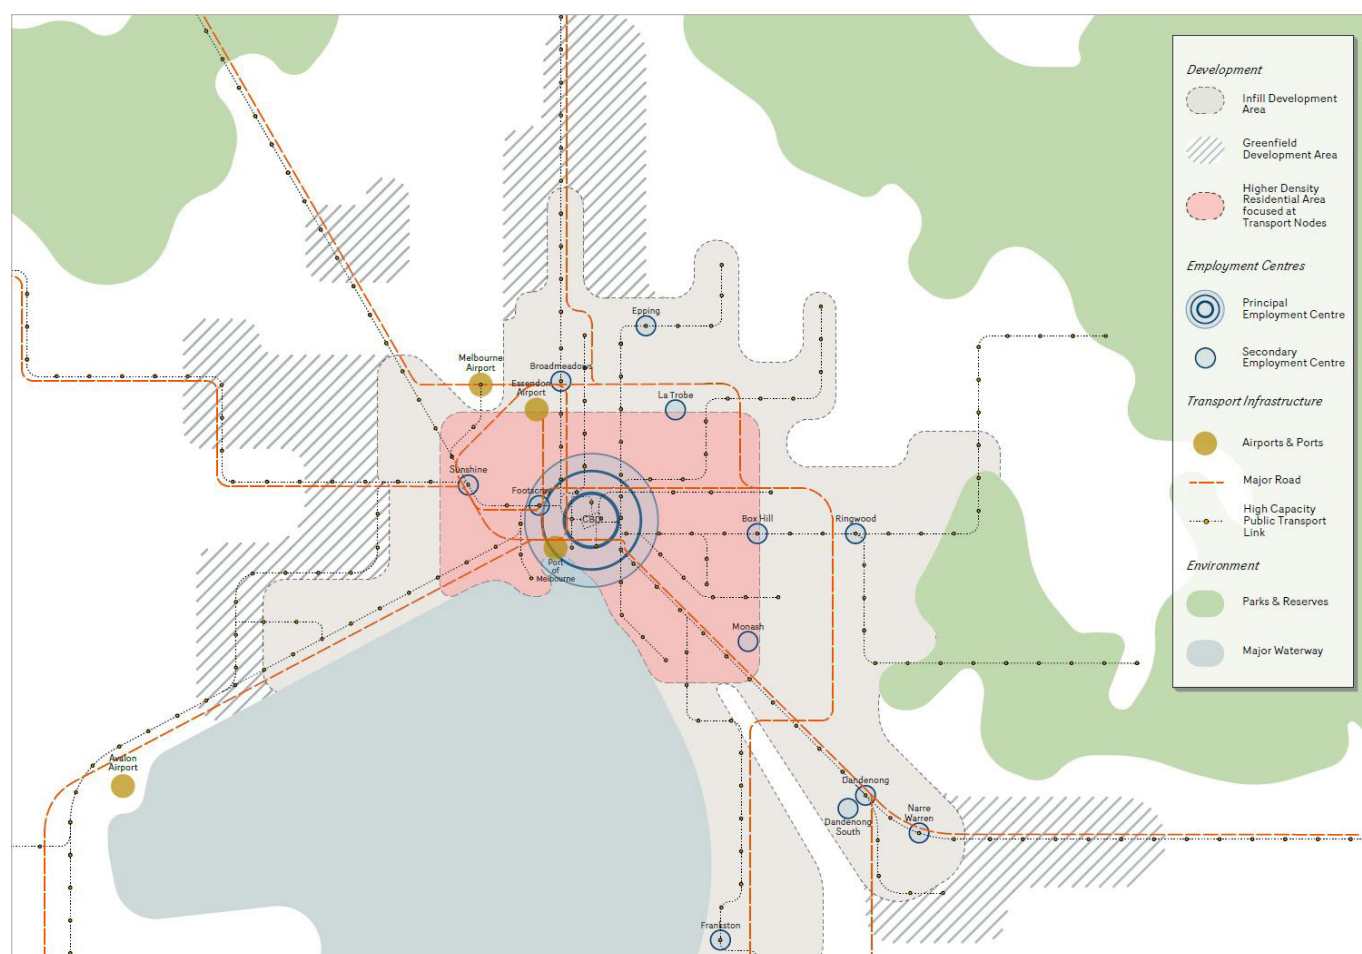 Development
Infill Development
Area
Greenfield
Development Area
Higher Density
Residential Area
focused at
Transport Nodes
Employment Centres
Principal
Employment Centre
Secondary
Employment Centre
Transport Infrastructure
Airports & Ports
Major Road
High Capacity
Public Transport
Link
Environment
Parks & Reserves
Major Waterway
Epping
Melbourne
Airport
Broadmeadows
Essendon
Airport
La Trobe
Sunshine
Footscray
CBD
Box Hill
Ringwood
Port
of
Melbourne
Monash
Avalon
Airport
Dandenong
Dandenong
South
Narre
Warren
Frankston